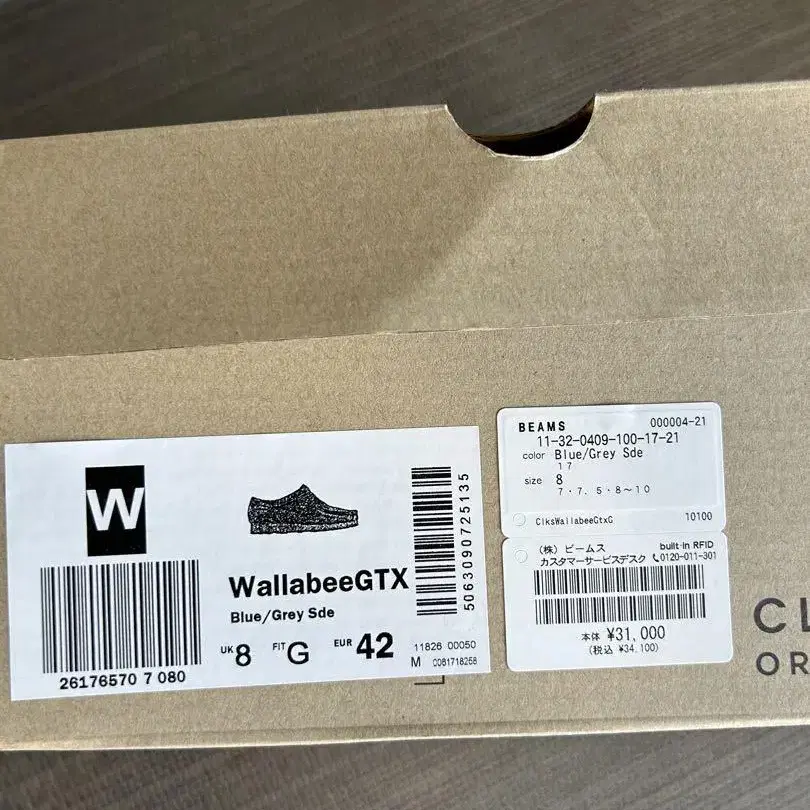 W
26176570 7 080
WallabeeGTX
Blue/Grey Sde
UK 8 FIT G EUR 42
11826 00050
M 0061718258
5063090725135
BEAMS 000004-21
11-32-0409-100-17-21
color Blue/Grey Sde
17
size 8
7・7.5・8~10
ClksWallabeeGtxG 10100
(株)ビームス built-in RFID
カスタマーサービスデスク 0120-011-301
本体 ¥31,000
(税込 ¥34,100)
CL
OR